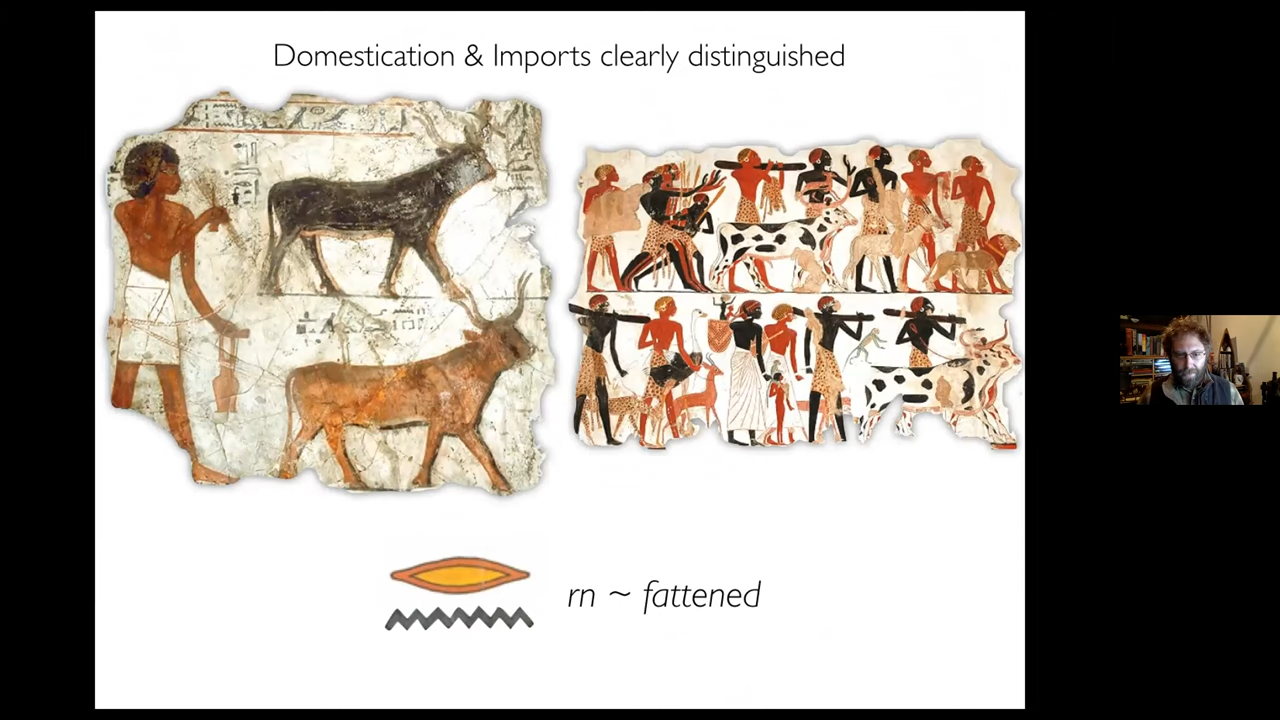 Domestication & Imports clearly distinguished
rn ~ fattened